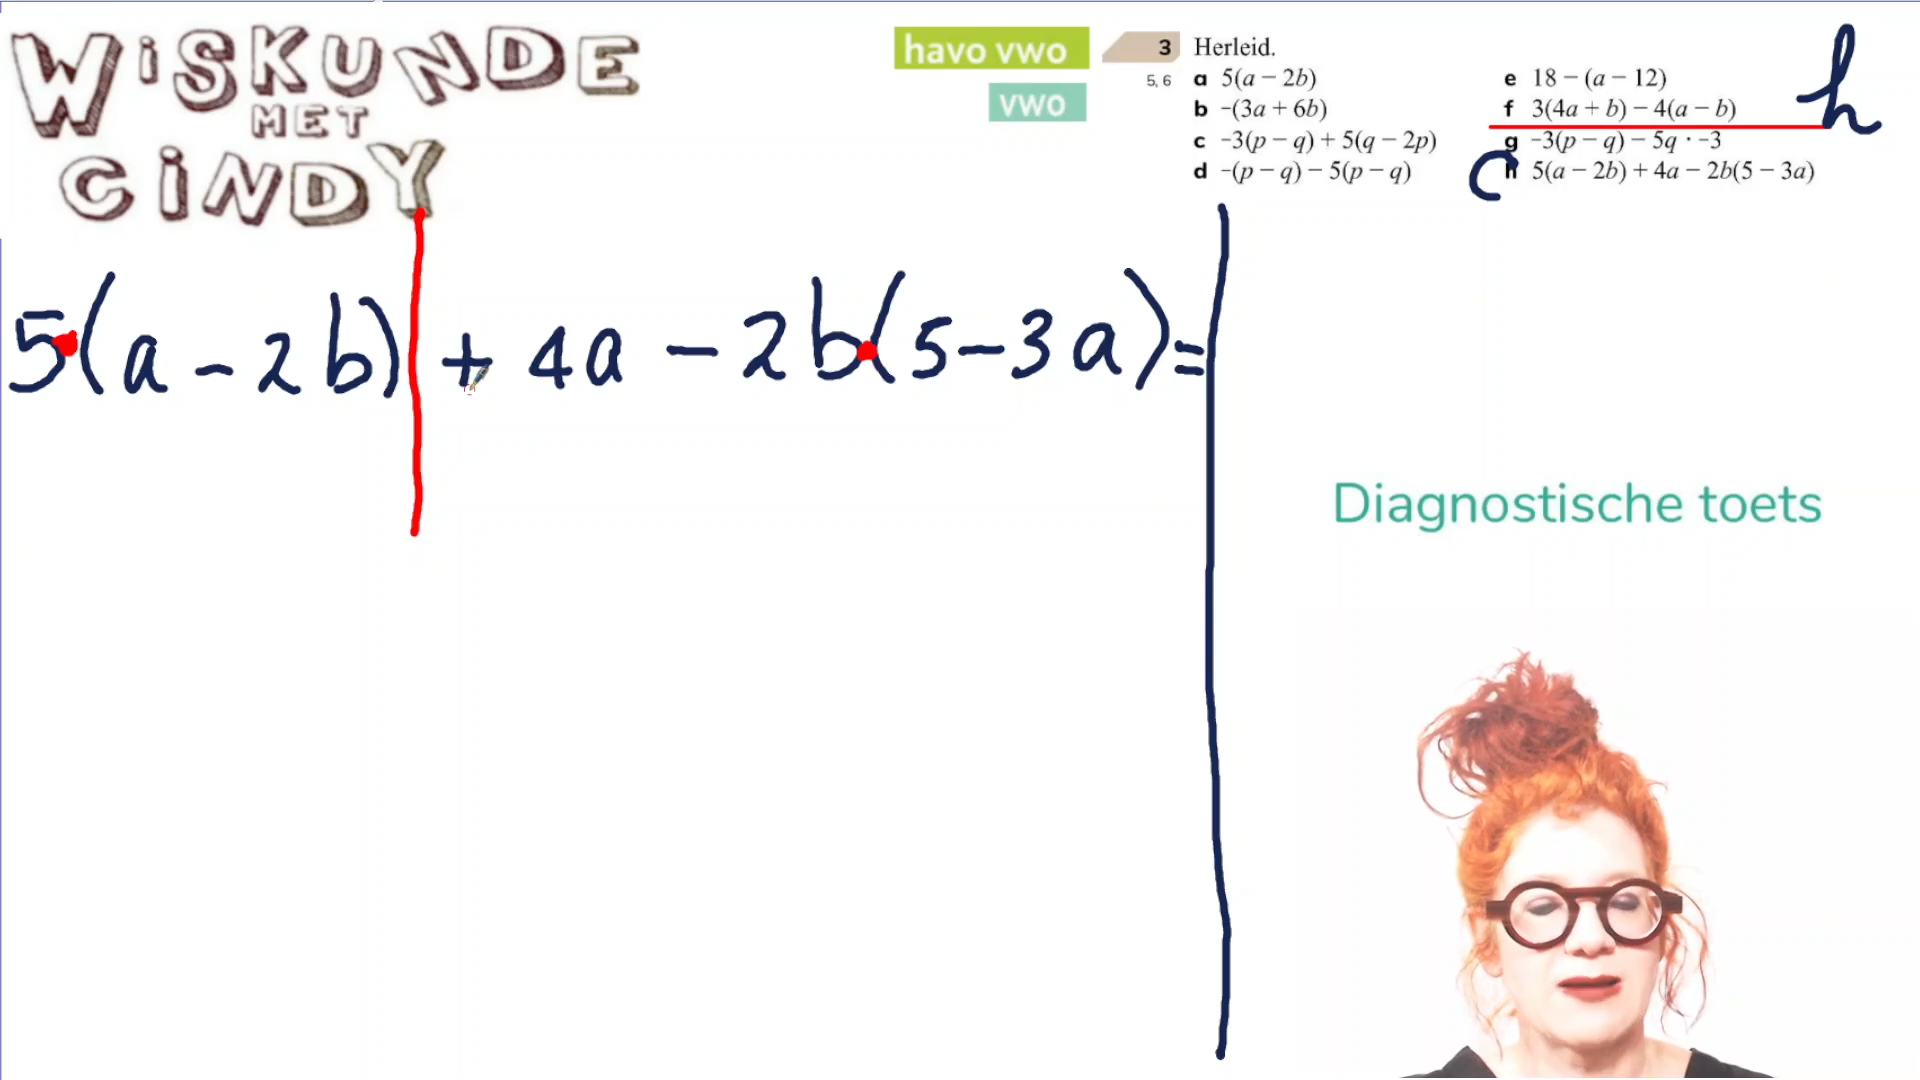 WiSKUNDE
MET
CiNDY
havo vwo
vwo
3 Herleid.
5, 6
a 5(a − 2b)
b -(3a + 6b)
c -3(p − q) + 5(q − 2p)
d -(p − q) − 5(p − q)
e 18 − (a − 12)
f 3(4a + b) − 4(a − b)
g -3(p − q) − 5q · -3
h 5(a − 2b) + 4a − 2b(5 − 3a)
h
5·(a − 2b) + 4a − 2b·(5 − 3a) =
Diagnostische toets